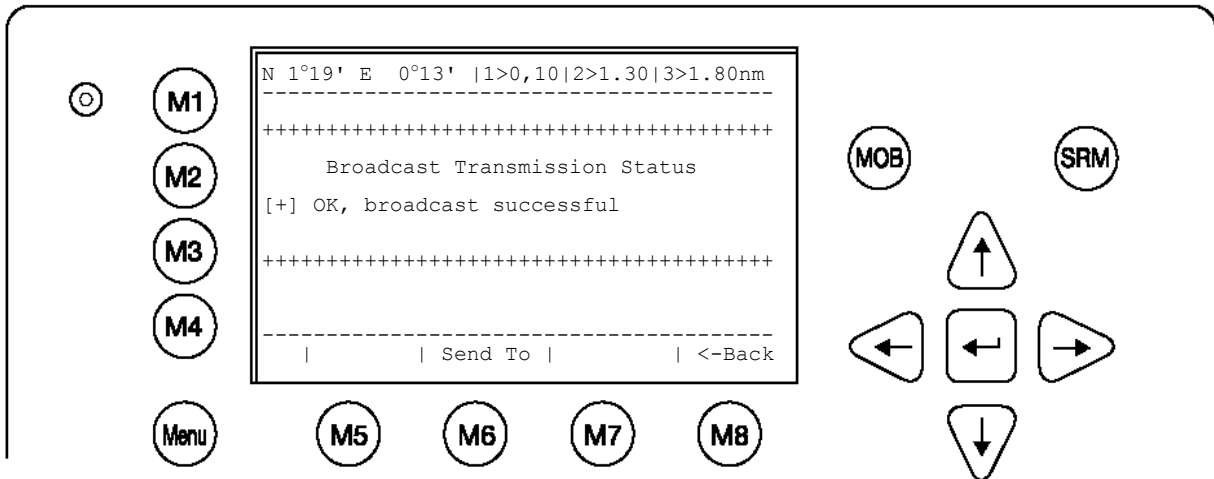 N 1°19' E 0°13' |1>0,10|2>1.30|3>1.80nm
----------------------------------------
++++++++++++++++++++++++++++++++++++++++
Broadcast Transmission Status
[+] OK, broadcast successful
++++++++++++++++++++++++++++++++++++++++
----------------------------------------
| | Send To | | <-Back
M1
M2
M3
M4
Menu
M5
M6
M7
M8
MOB
SRM